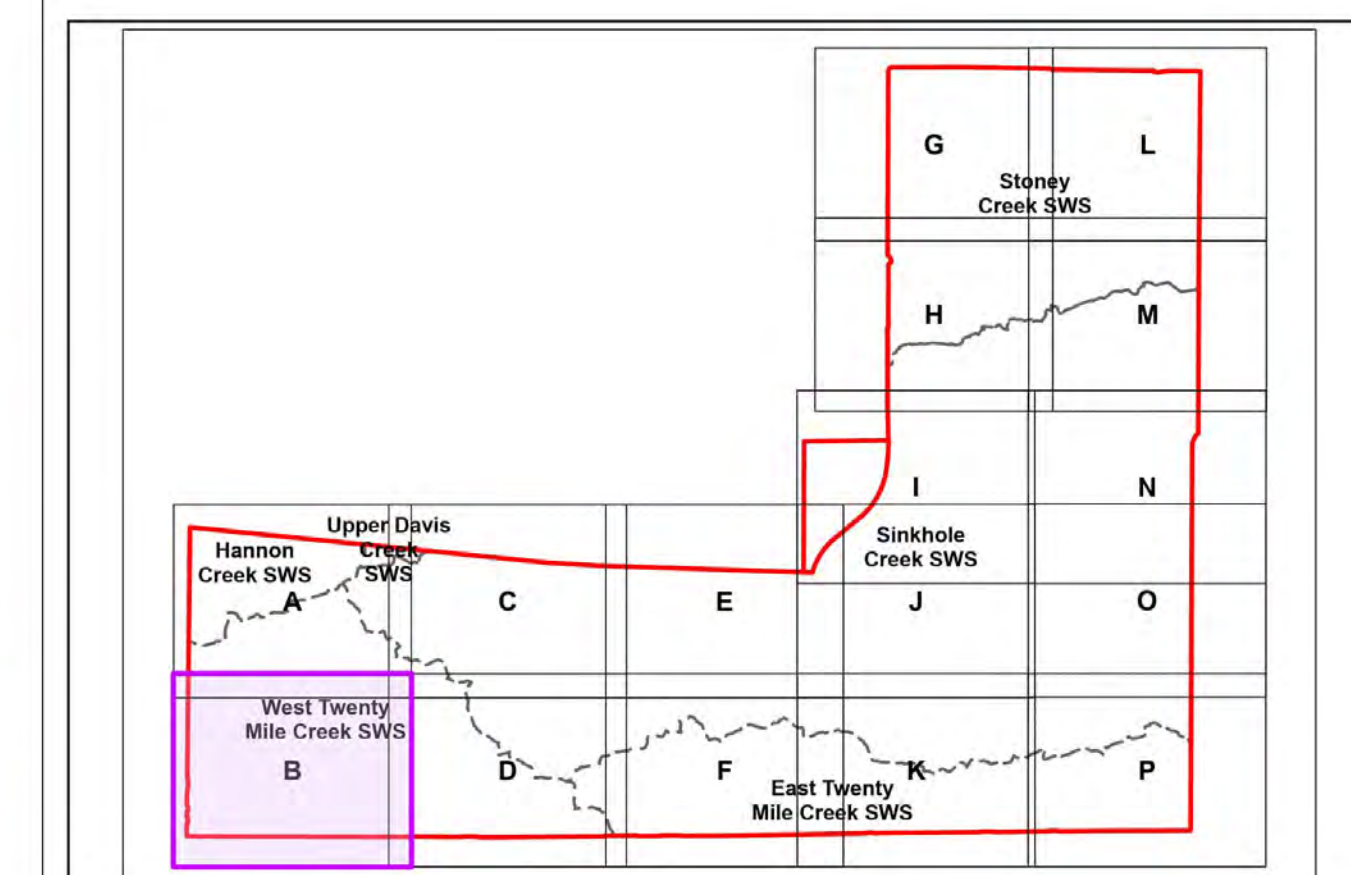 G
L
Stoney
Creek SWS
H
M
I
N
Upper Davis
Creek
SWS
Hannon
Creek SWS
Sinkhole
Creek SWS
A
C
E
J
O
West Twenty
Mile Creek SWS
B
D
F
K
P
East Twenty
Mile Creek SWS